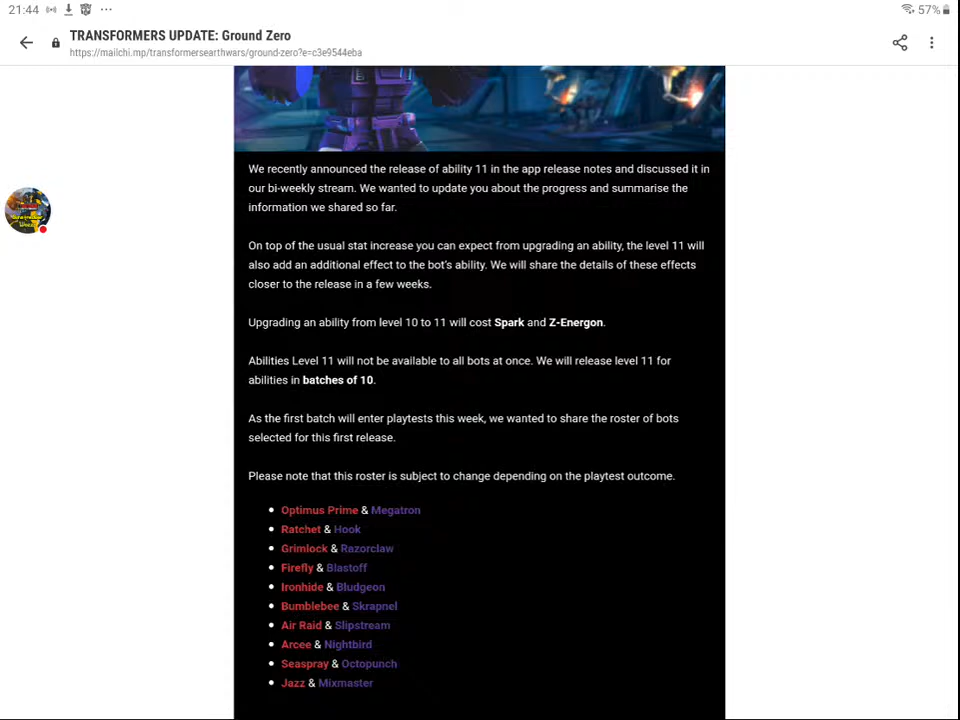 21:44
57%
TRANSFORMERS UPDATE: Ground Zero
https://mailchi.mp/transformersearthwars/ground-zero?e=c3e9544eba
We recently announced the release of ability 11 in the app release notes and discussed it in
our bi-weekly stream. We wanted to update you about the progress and summarise the
information we shared so far.
On top of the usual stat increase you can expect from upgrading an ability, the level 11 will
also add an additional effect to the bot's ability. We will share the details of these effects
closer to the release in a few weeks.
Upgrading an ability from level 10 to 11 will cost Spark and Z-Energon.
Abilities Level 11 will not be available to all bots at once. We will release level 11 for
abilities in batches of 10.
As the first batch will enter playtests this week, we wanted to share the roster of bots
selected for this first release.
Please note that this roster is subject to change depending on the playtest outcome.
• Optimus Prime & Megatron
• Ratchet & Hook
• Grimlock & Razorclaw
• Firefly & Blastoff
• Ironhide & Bludgeon
• Bumblebee & Skrapnel
• Air Raid & Slipstream
• Arcee & Nightbird
• Seaspray & Octopunch
• Jazz & Mixmaster